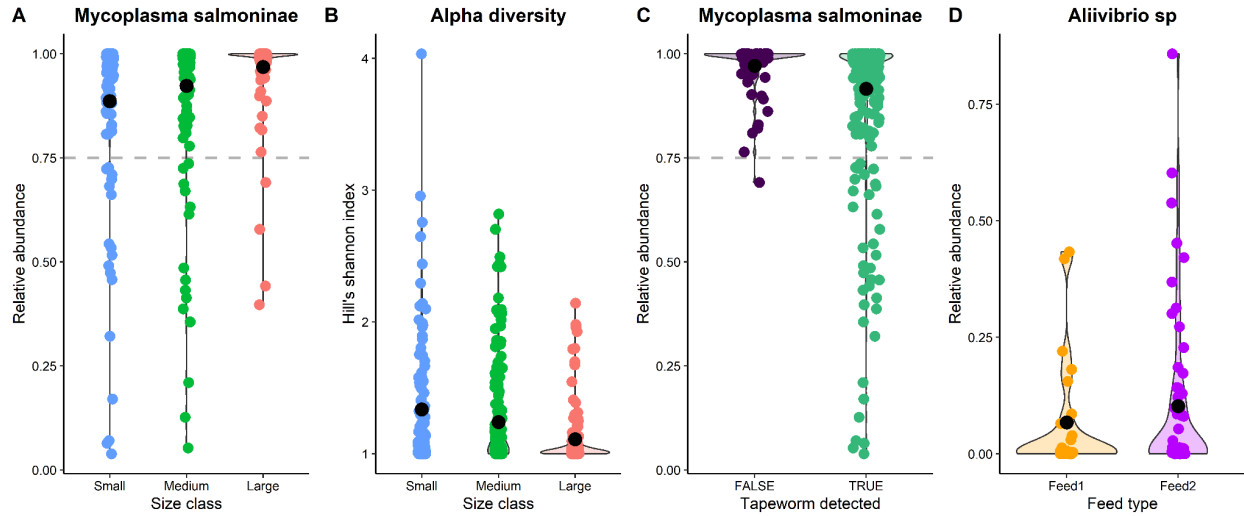 A Mycoplasma salmoninae
Relative abundance
1.00
0.75
0.50
0.25
0.00
Small Medium Large
Size class
B Alpha diversity
Hill's shannon index
4
3
2
1
Small Medium Large
Size class
C Mycoplasma salmoninae
Relative abundance
1.00
0.75
0.50
0.25
0.00
FALSE TRUE
Tapeworm detected
D Aliivibrio sp
Relative abundance
0.75
0.50
0.25
0.00
Feed1 Feed2
Feed type